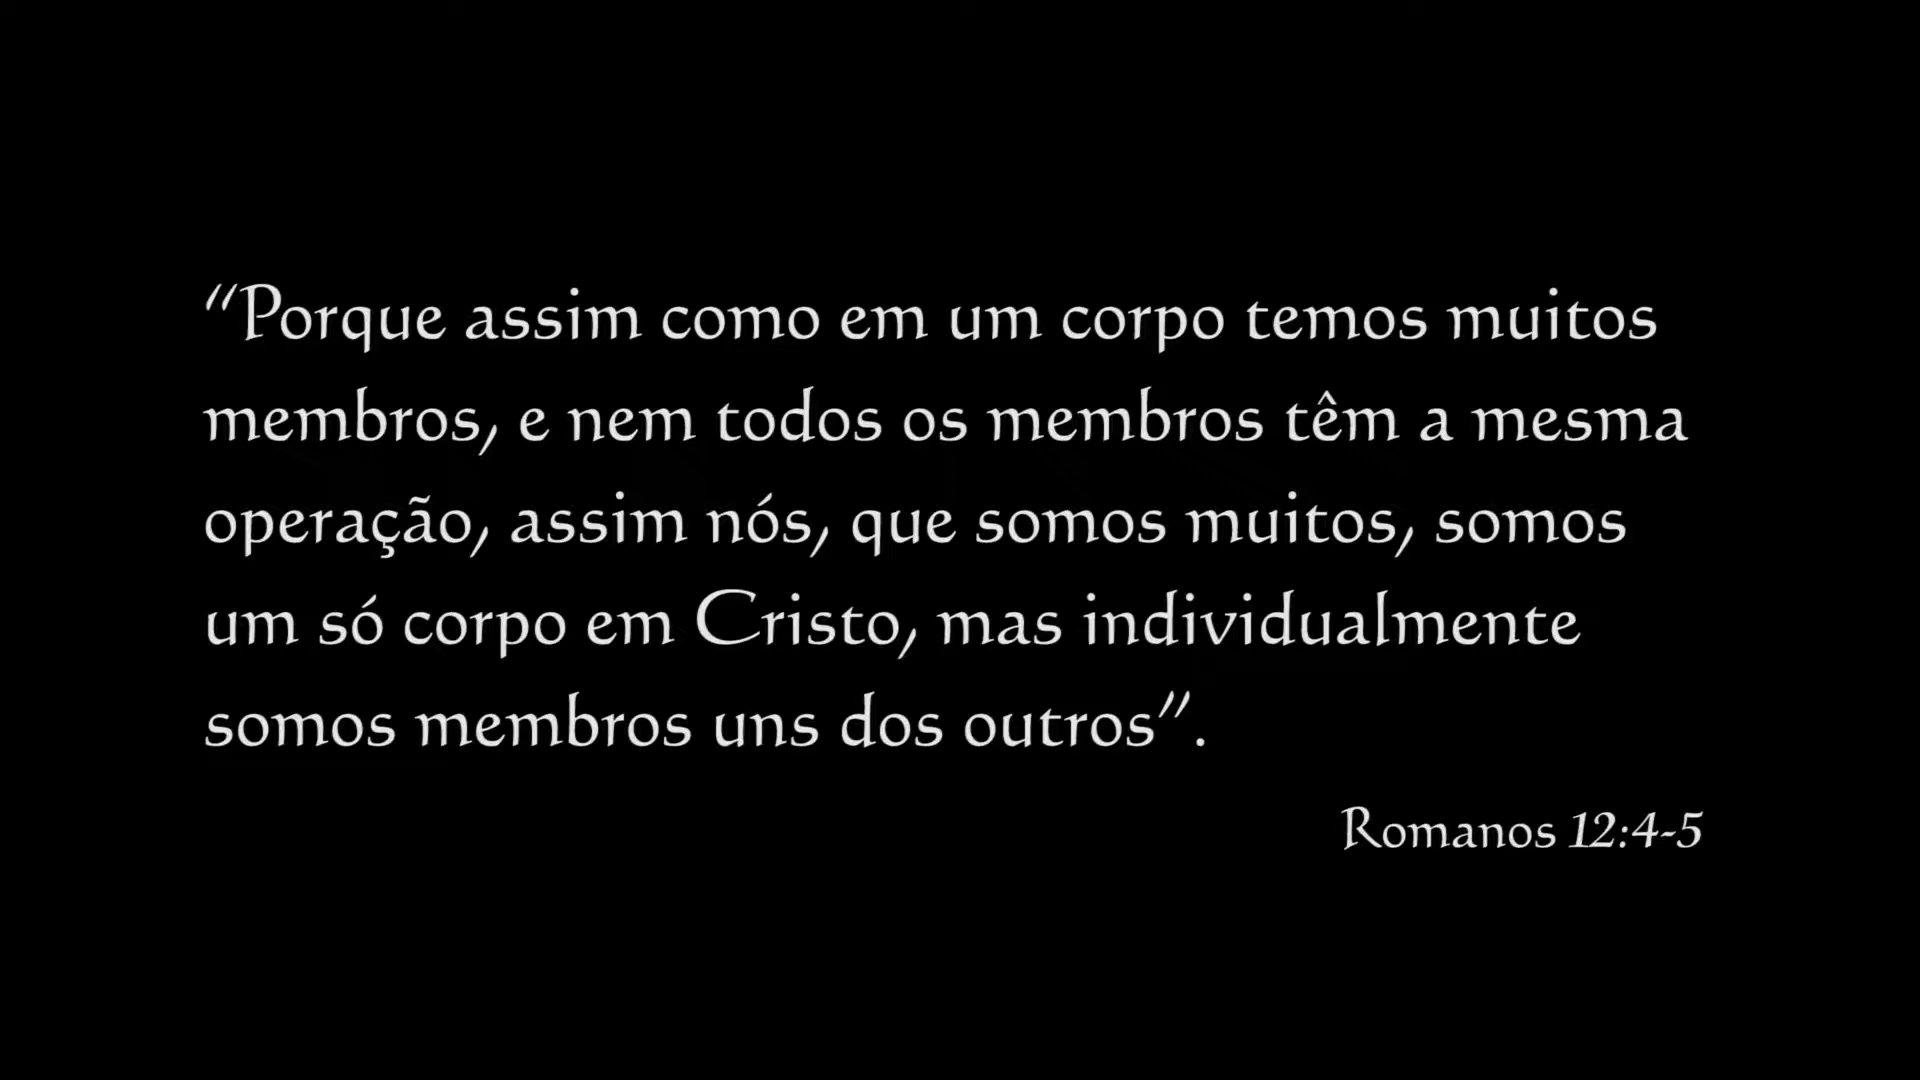 “Porque assim como em um corpo temos muitos
membros, e nem todos os membros têm a mesma
operação, assim nós, que somos muitos, somos
um só corpo em Cristo, mas individualmente
somos membros uns dos outros”.
Romanos 12:4-5